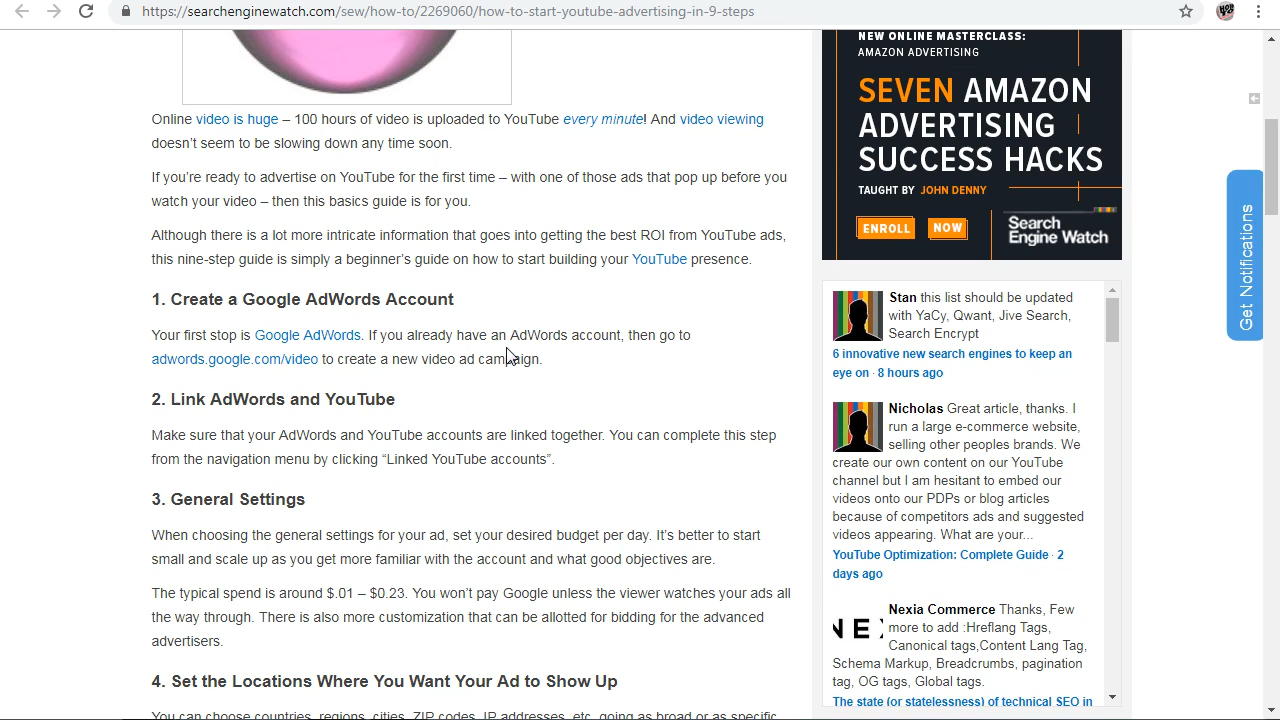 https://searchenginewatch.com/sew/how-to/2269060/how-to-start-youtube-advertising-in-9-steps
Online video is huge – 100 hours of video is uploaded to YouTube every minute! And video viewing
doesn’t seem to be slowing down any time soon.
If you’re ready to advertise on YouTube for the first time – with one of those ads that pop up before you
watch your video – then this basics guide is for you.
Although there is a lot more intricate information that goes into getting the best ROI from YouTube ads,
this nine-step guide is simply a beginner’s guide on how to start building your YouTube presence.
1. Create a Google AdWords Account
Your first stop is Google AdWords. If you already have an AdWords account, then go to
adwords.google.com/video to create a new video ad campaign.
2. Link AdWords and YouTube
Make sure that your AdWords and YouTube accounts are linked together. You can complete this step
from the navigation menu by clicking “Linked YouTube accounts”.
3. General Settings
When choosing the general settings for your ad, set your desired budget per day. It’s better to start
small and scale up as you get more familiar with the account and what good objectives are.
The typical spend is around $.01 – $0.23. You won’t pay Google unless the viewer watches your ads all
the way through. There is also more customization that can be allotted for bidding for the advanced
advertisers.
4. Set the Locations Where You Want Your Ad to Show Up
You can choose countries, regions, cities, ZIP codes, IP addresses, etc. going as broad or as specific
NEW ONLINE MASTERCLASS:
AMAZON ADVERTISING
SEVEN AMAZON
ADVERTISING
SUCCESS HACKS
TAUGHT BY JOHN DENNY
ENROLL NOW
Search
Engine Watch
Stan this list should be updated
with YaCy, Qwant, Jive Search,
Search Encrypt
6 innovative new search engines to keep an
eye on · 8 hours ago
Nicholas Great article, thanks. I
run a large e-commerce website,
selling other peoples brands. We
create our own content on our YouTube
channel but I am hesitant to embed our
videos onto our PDPs or blog articles
because of competitors ads and suggested
videos appearing. What are your...
YouTube Optimization: Complete Guide · 2
days ago
Nexia Commerce Thanks, Few
more to add :Hreflang Tags,
Canonical tags,Content Lang Tag,
Schema Markup, Breadcrumbs, pagination
tag, OG tags, Global tags.
The state (or statelessness) of technical SEO in
Get Notifications